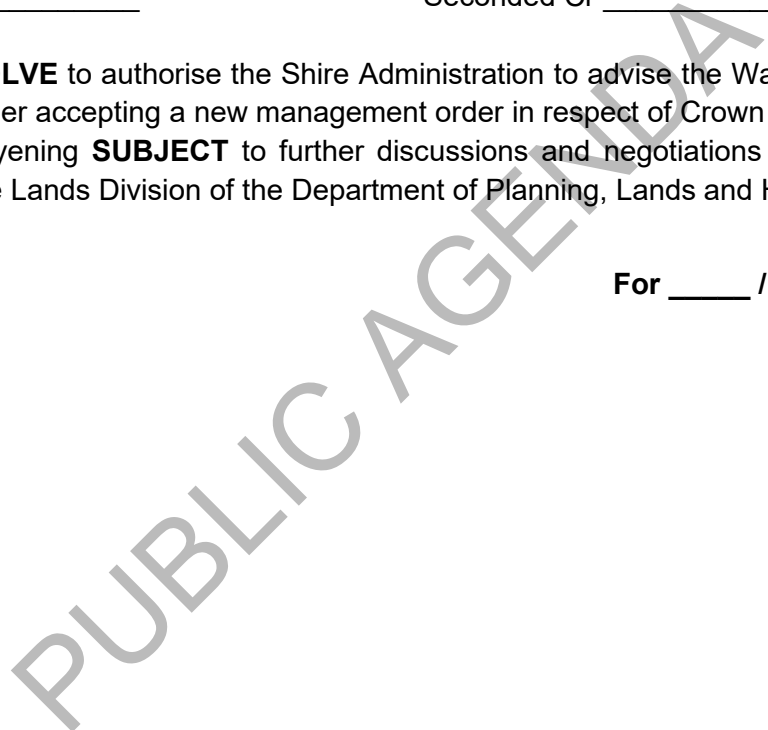 Seconded Cr
LVE to authorise the Shire Administration to advise the Wa
er accepting a new management order in respect of Crown
yening SUBJECT to further discussions and negotiations
e Lands Division of the Department of Planning, Lands and H
For _____ /
PUBLIC AGENDA